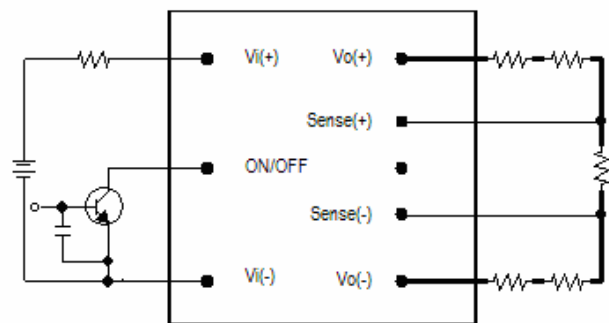 Vi(+) Vo(+)
Sense(+)
ON/OFF
Sense(-)
Vi(-) Vo(-)